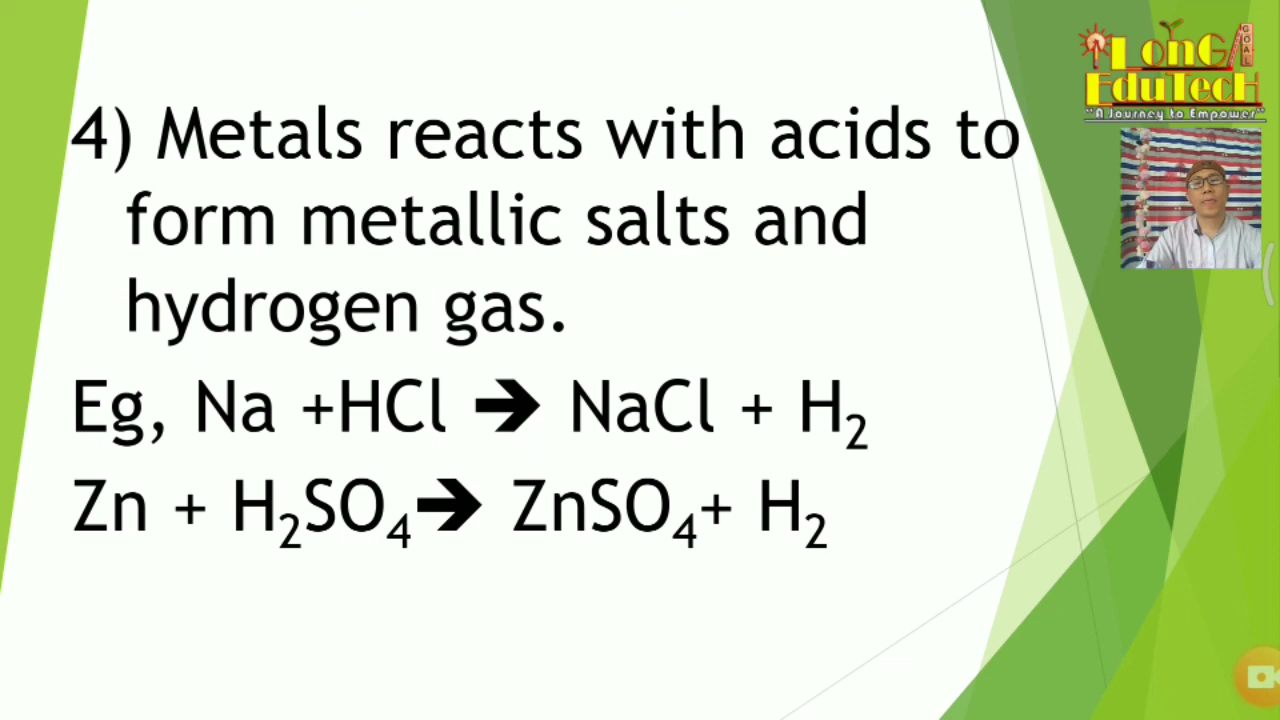 4) Metals reacts with acids to
form metallic salts and
hydrogen gas.
Eg, Na +HCl ➔ NaCl + H₂
Zn + H₂SO₄➔ ZnSO₄+ H₂
LonG
GOAL
EduTecH
"A Journey to Empower"